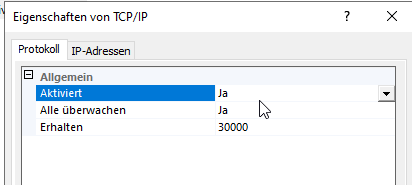 Eigenschaften von TCP/IP
Protokoll IP-Adressen
Allgemein
Aktiviert Ja
Alle überwachen Ja
Erhalten 30000